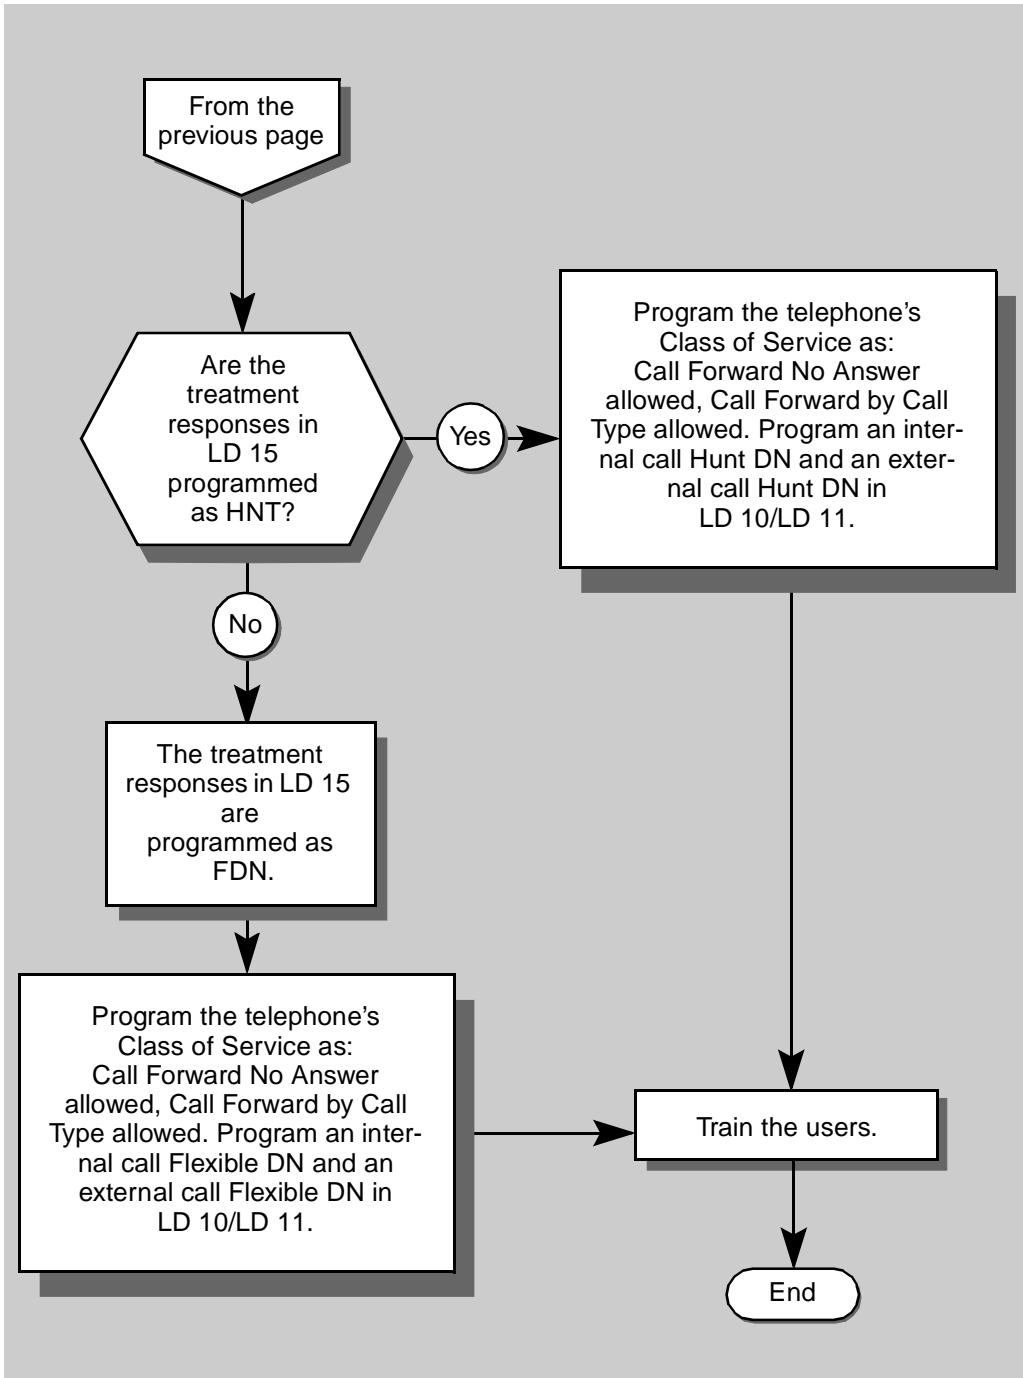 From the
previous page
Are the
treatment
responses in
LD 15
programmed
as HNT?
Yes
Program the telephone’s
Class of Service as:
Call Forward No Answer
allowed, Call Forward by Call
Type allowed. Program an inter-
nal call Hunt DN and an exter-
nal call Hunt DN in
LD 10/LD 11.
No
The treatment
responses in LD 15
are
programmed as
FDN.
Program the telephone’s
Class of Service as:
Call Forward No Answer
allowed, Call Forward by Call
Type allowed. Program an inter-
nal call Flexible DN and an
external call Flexible DN in
LD 10/LD 11.
Train the users.
End